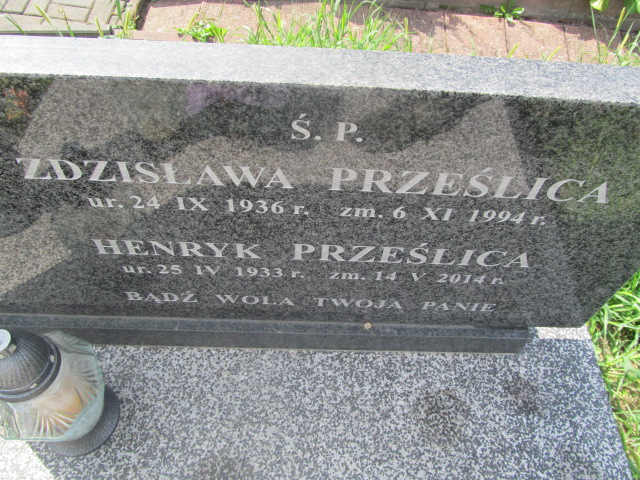 Ś. P.
ZDZISŁAWA PRZEŚLICA
ur. 24 IX 1936 r. zm. 6 XI 1994 r.
HENRYK PRZEŚLICA
ur. 25 IV 1933 r. zm. 14 V 2014 r.
BĄDŹ WOLA TWOJA PANIE